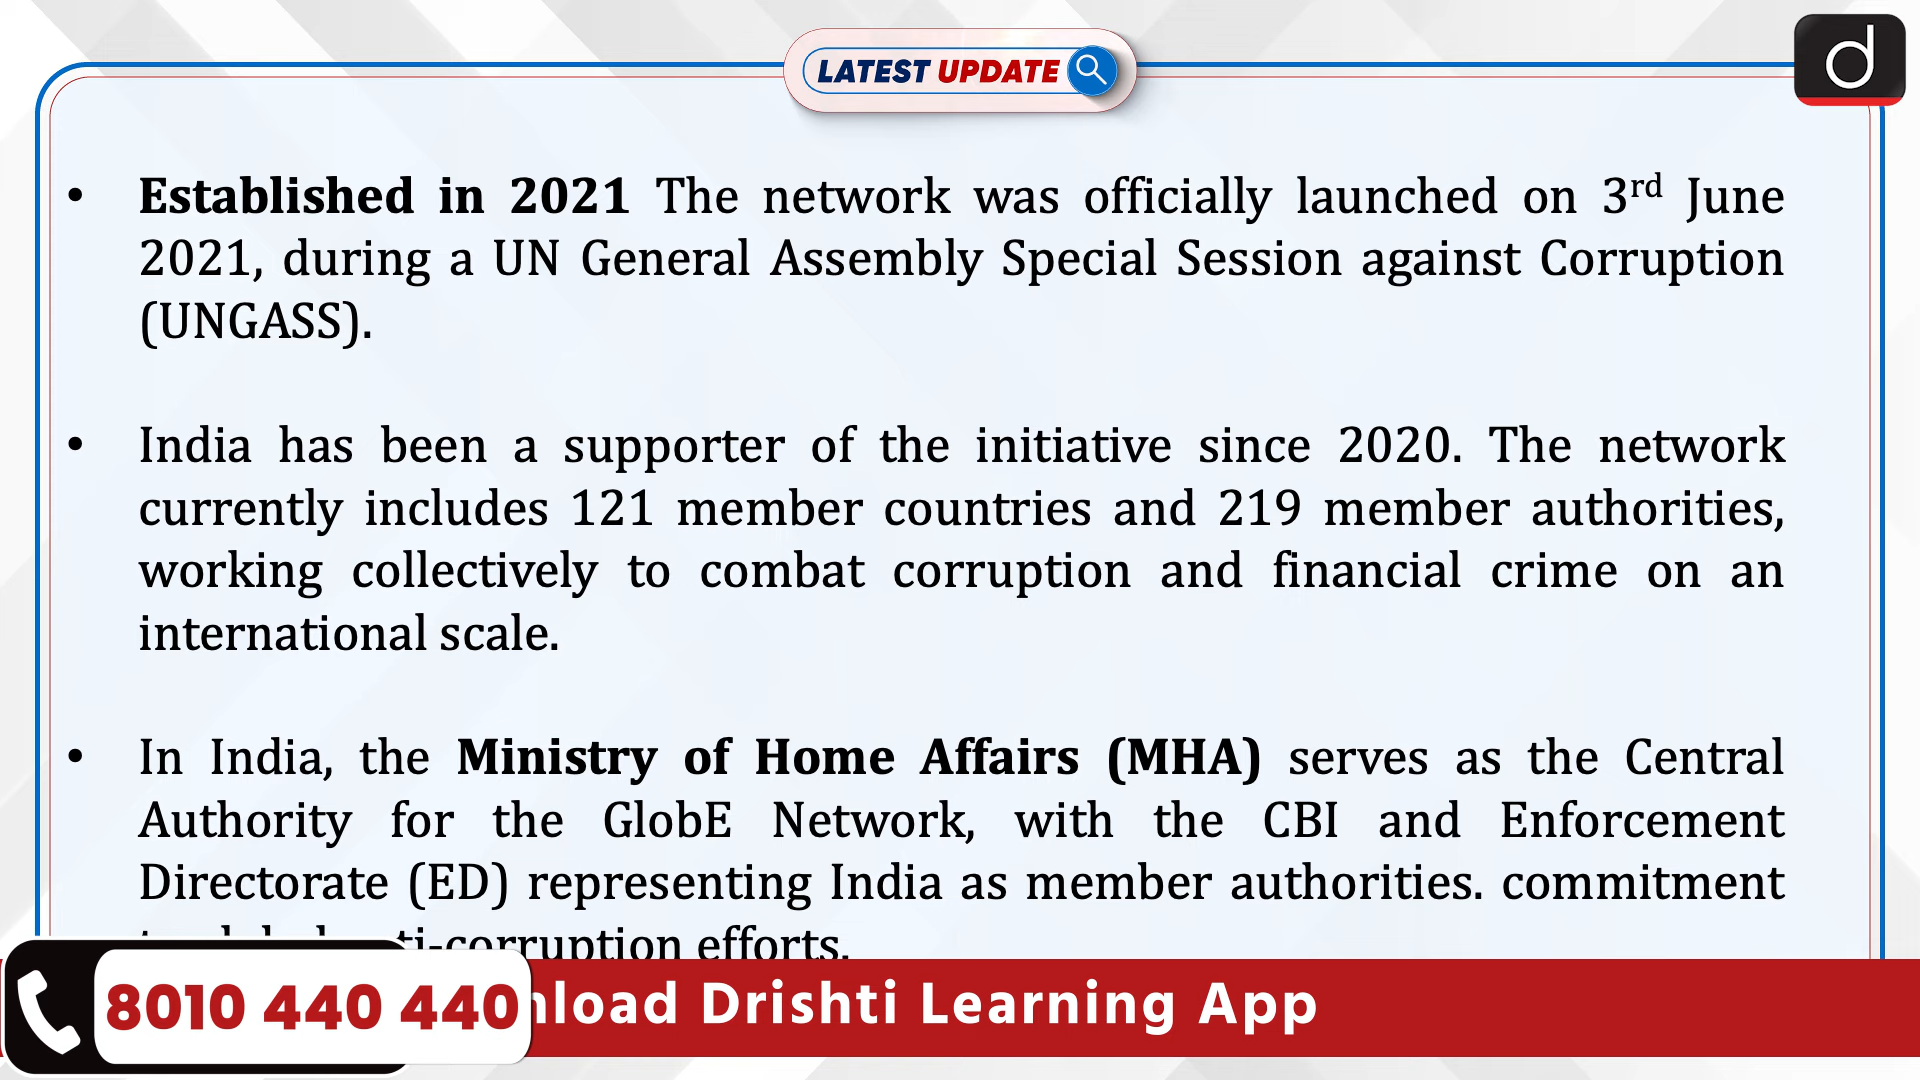 LATEST UPDATE
d
• Established in 2021 The network was officially launched on 3rd June
2021, during a UN General Assembly Special Session against Corruption
(UNGASS).
• India has been a supporter of the initiative since 2020. The network
currently includes 121 member countries and 219 member authorities,
working collectively to combat corruption and financial crime on an
international scale.
• In India, the Ministry of Home Affairs (MHA) serves as the Central
Authority for the GlobE Network, with the CBI and Enforcement
Directorate (ED) representing India as member authorities. commitment
ti-corruption efforts.
8010 440 440
nload Drishti Learning App